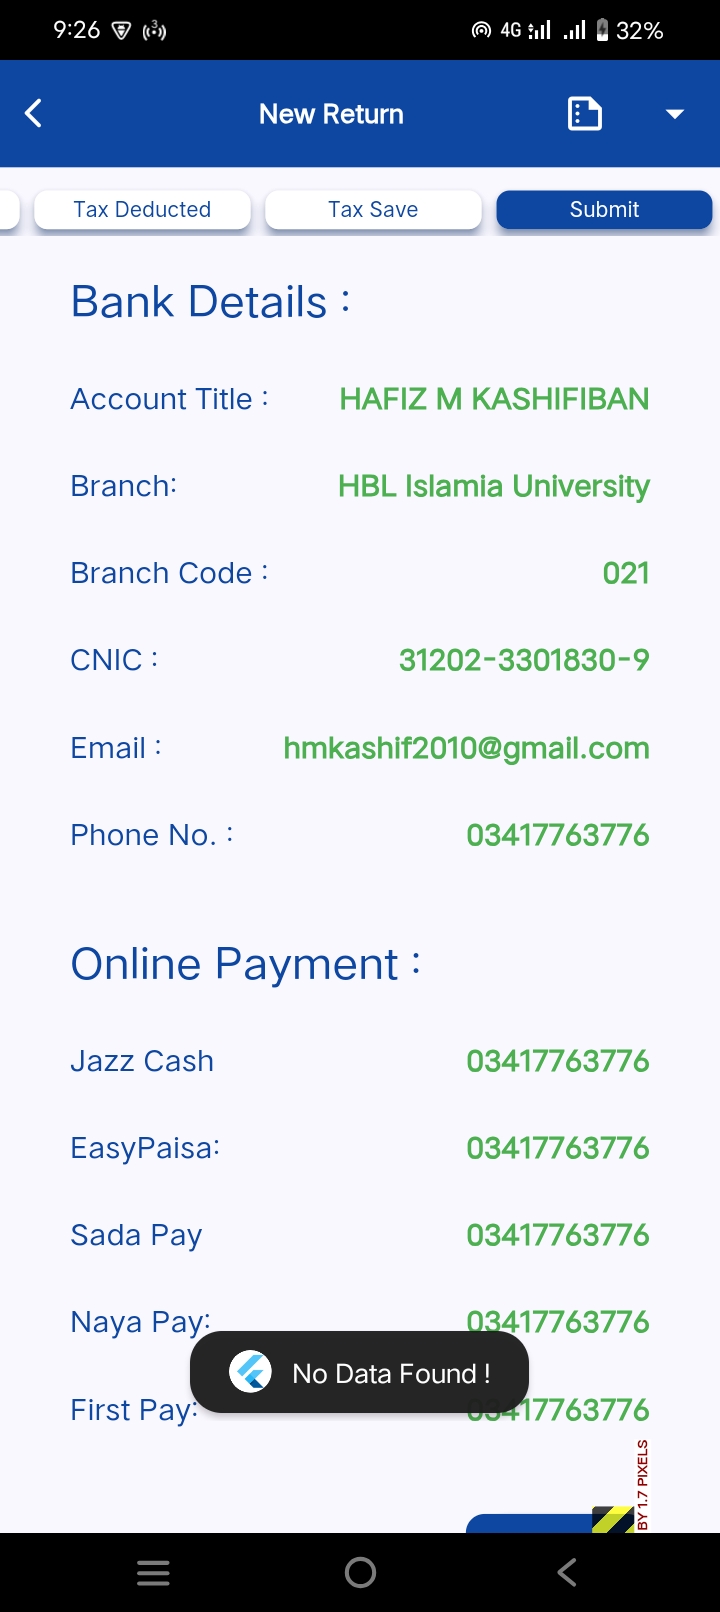 9:26 3 4G 32%
New Return
Tax Deducted Tax Save Submit
Bank Details :
Account Title : HAFIZ M KASHIFIBAN
Branch: HBL Islamia University
Branch Code : 021
CNIC : 31202-3301830-9
Email : hmkashif2010@gmail.com
Phone No. : 03417763776
Online Payment :
Jazz Cash 03417763776
EasyPaisa: 03417763776
Sada Pay 03417763776
Naya Pay: 03417763776
No Data Found !
First Pay: 03417763776
BY 1.7 PIXELS